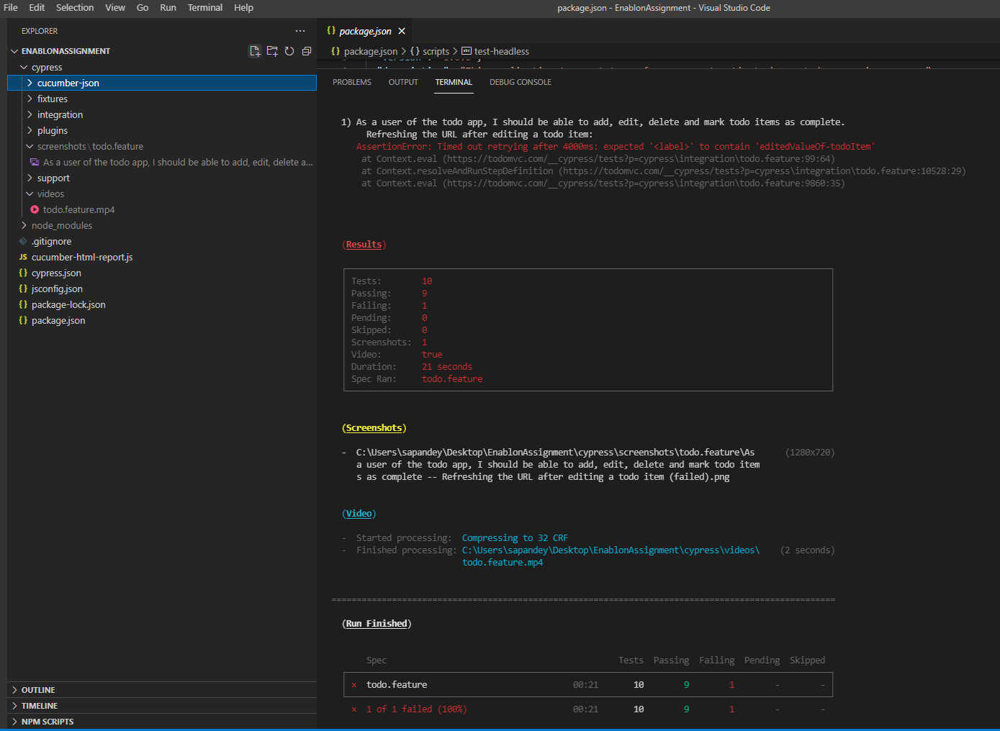 File Edit Selection View Go Run Terminal Help
package.json - EnablonAssignment - Visual Studio Code
EXPLORER
ENABLONASSIGNMENT
cypress
cucumber-json
fixtures
integration
plugins
screenshots\todo.feature
As a user of the todo app, I should be able to add, edit, delete a...
support
videos
todo.feature.mp4
node_modules
.gitignore
JS cucumber-html-report.js
{} cypress.json
{} jsconfig.json
{} package-lock.json
{} package.json
OUTLINE
TIMELINE
NPM SCRIPTS
{} package.json
{} package.json > {} scripts > abc test-headless
PROBLEMS OUTPUT TERMINAL DEBUG CONSOLE
1) As a user of the todo app, I should be able to add, edit, delete and mark todo items as complete.
Refreshing the URL after editing a todo item:
AssertionError: Timed out retrying after 4000ms: expected '<label>' to contain 'editedValueOf-todoItem'
at Context.eval (https://todomvc.com/__cypress/tests?p=cypress\integration\todo.feature:99:64)
at Context.resolveAndRunStepDefinition (https://todomvc.com/__cypress/tests?p=cypress\integration\todo.feature:10528:29)
at Context.eval (https://todomvc.com/__cypress/tests?p=cypress\integration\todo.feature:9860:35)
(Results)
Tests: 10
Passing: 9
Failing: 1
Pending: 0
Skipped: 0
Screenshots: 1
Video: true
Duration: 21 seconds
Spec Ran: todo.feature
(Screenshots)
- C:\Users\sapandey\Desktop\EnablonAssignment\cypress\screenshots\todo.feature\As (1280x720)
a user of the todo app, I should be able to add, edit, delete and mark todo item
s as complete -- Refreshing the URL after editing a todo item (failed).png
(Video)
- Started processing: Compressing to 32 CRF
- Finished processing: C:\Users\sapandey\Desktop\EnablonAssignment\cypress\videos\ (2 seconds)
todo.feature.mp4
====================================================================================================
(Run Finished)
Spec Tests Passing Failing Pending Skipped
× todo.feature 00:21 10 9 1 - -
× 1 of 1 failed (100%) 00:21 10 9 1 - -